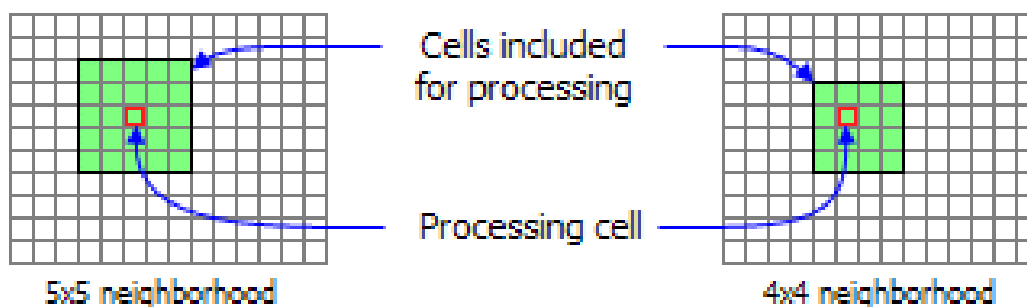 Cells included
for processing
Processing cell
5x5 neighborhood
4x4 neighborhood